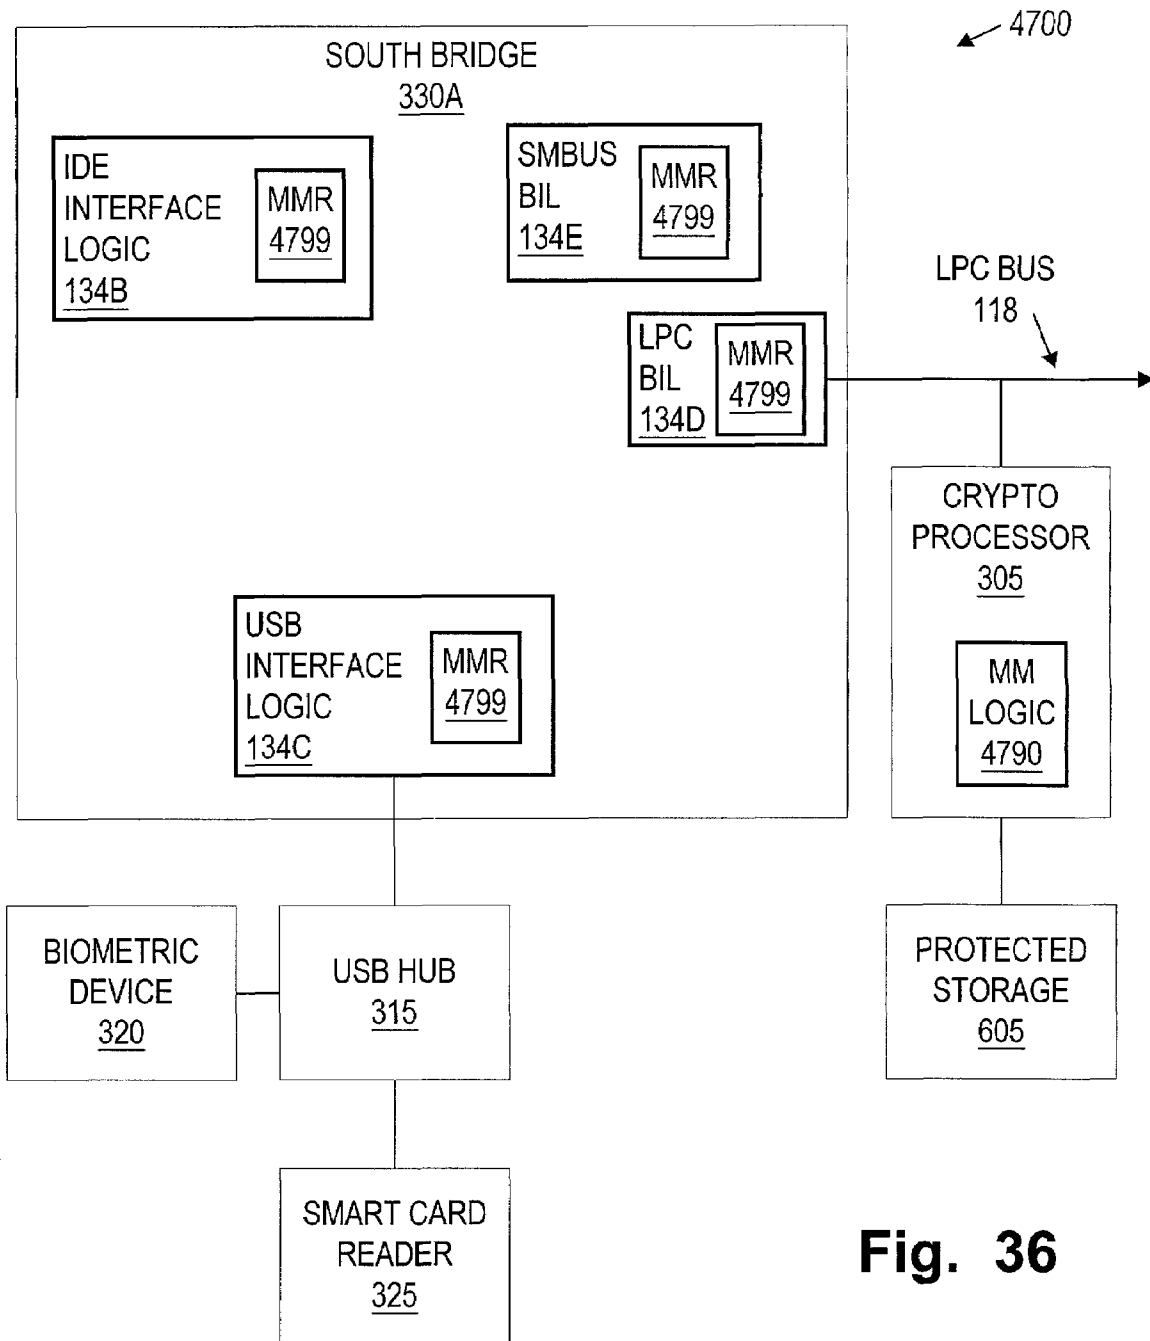 4700
SOUTH BRIDGE
330A
IDE
INTERFACE
LOGIC
134B
MMR
4799
SMBUS
BIL
134E
MMR
4799
LPC BUS
118
LPC
BIL
134D
MMR
4799
CRYPTO
PROCESSOR
305
MM
LOGIC
4790
USB
INTERFACE
LOGIC
134C
MMR
4799
BIOMETRIC
DEVICE
320
USB HUB
315
PROTECTED
STORAGE
605
SMART CARD
READER
325
Fig. 36